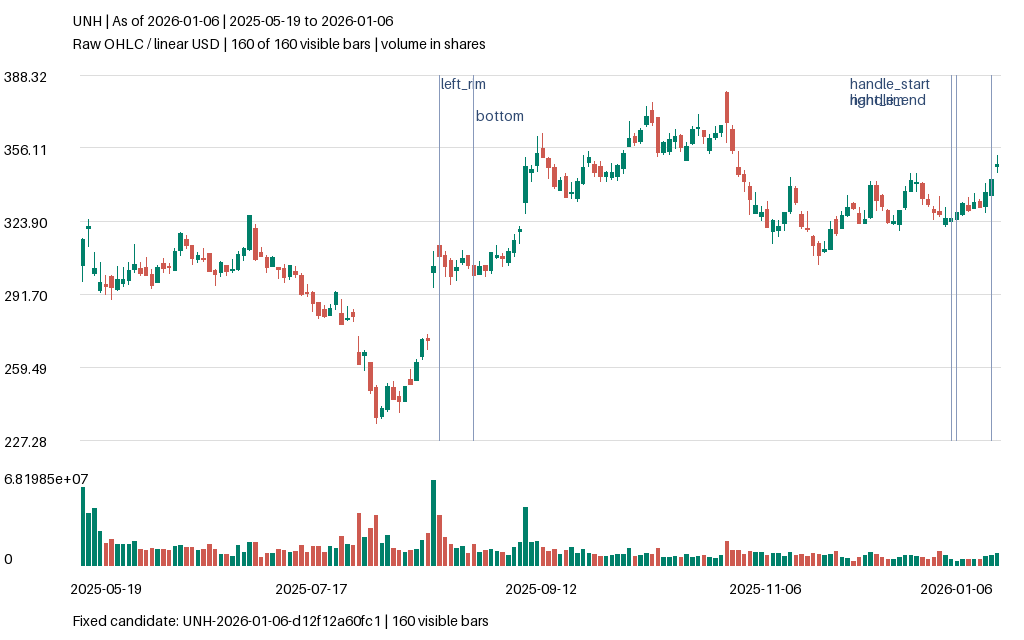 UNH | As of 2026-01-06 | 2025-05-19 to 2026-01-06
Raw OHLC / linear USD | 160 of 160 visible bars | volume in shares
388.32
left_rim
handle_start
bottom
356.11
323.90
291.70
259.49
227.28
6.81985e+07
0
2025-05-19
2025-07-17
2025-09-12
2025-11-06
2026-01-06
Fixed candidate: UNH-2026-01-06-d12f12a60fc1 | 160 visible bars